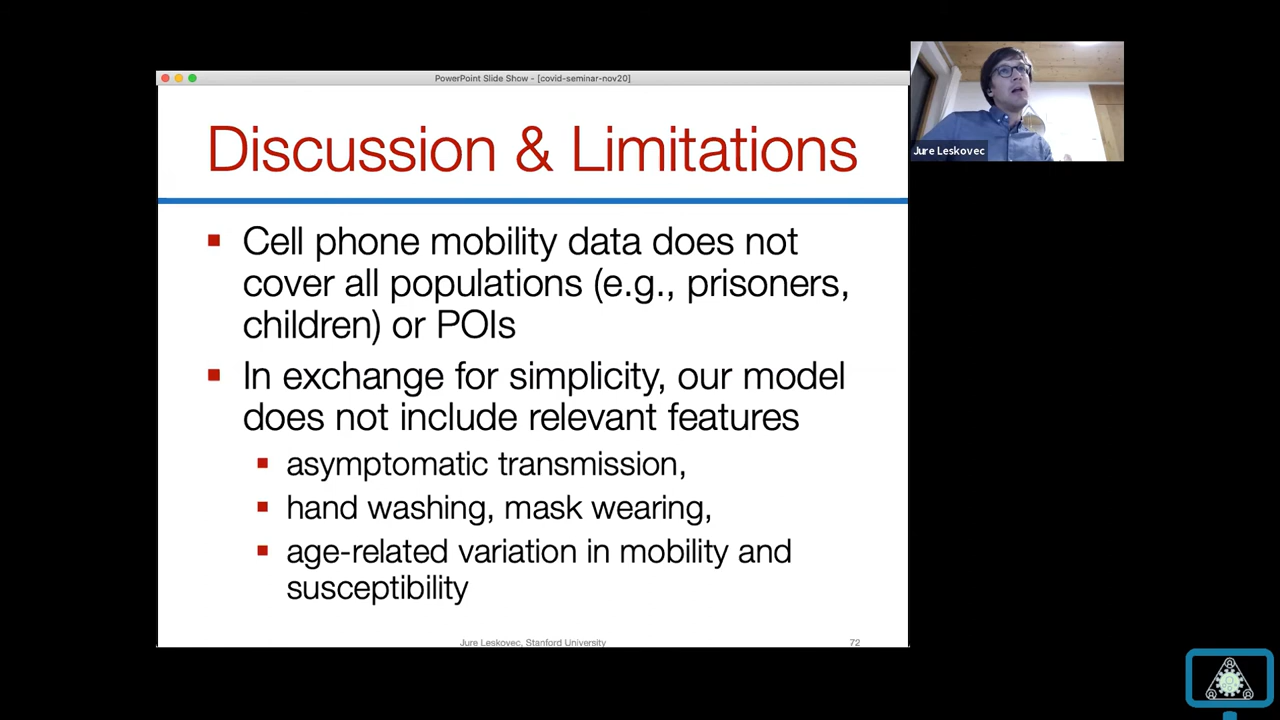 PowerPoint Slide Show - [covid-seminar-nov20]
Jure Leskovec
Discussion & Limitations
Cell phone mobility data does not
cover all populations (e.g., prisoners,
children) or POIs
In exchange for simplicity, our model
does not include relevant features
asymptomatic transmission,
hand washing, mask wearing,
age-related variation in mobility and
susceptibility
Jure Leskovec, Stanford University
72